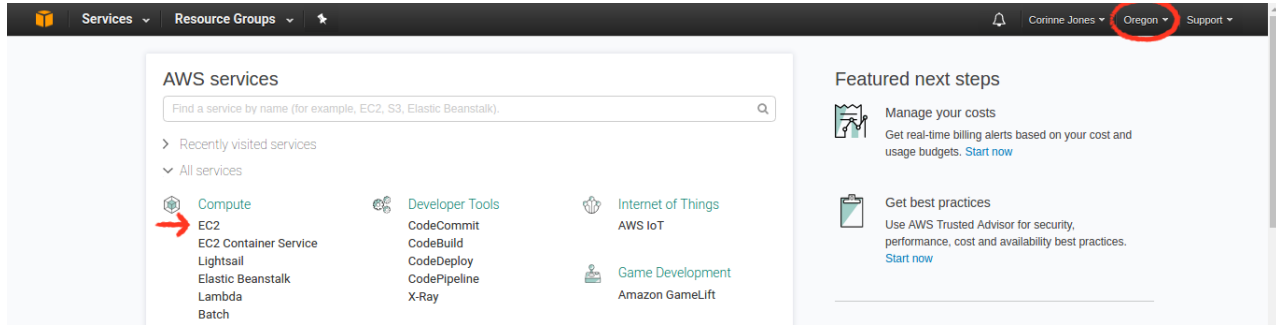 Services Resource Groups Corinne Jones Oregon Support
AWS services
Find a service by name (for example, EC2, S3, Elastic Beanstalk).
Recently visited services
All services
Compute
EC2
EC2 Container Service
Lightsail
Elastic Beanstalk
Lambda
Batch
Developer Tools
CodeCommit
CodeBuild
CodeDeploy
CodePipeline
X-Ray
Internet of Things
AWS IoT
Game Development
Amazon GameLift
Featured next steps
Manage your costs
Get real-time billing alerts based on your cost and
usage budgets. Start now
Get best practices
Use AWS Trusted Advisor for security,
performance, cost and availability best practices.
Start now